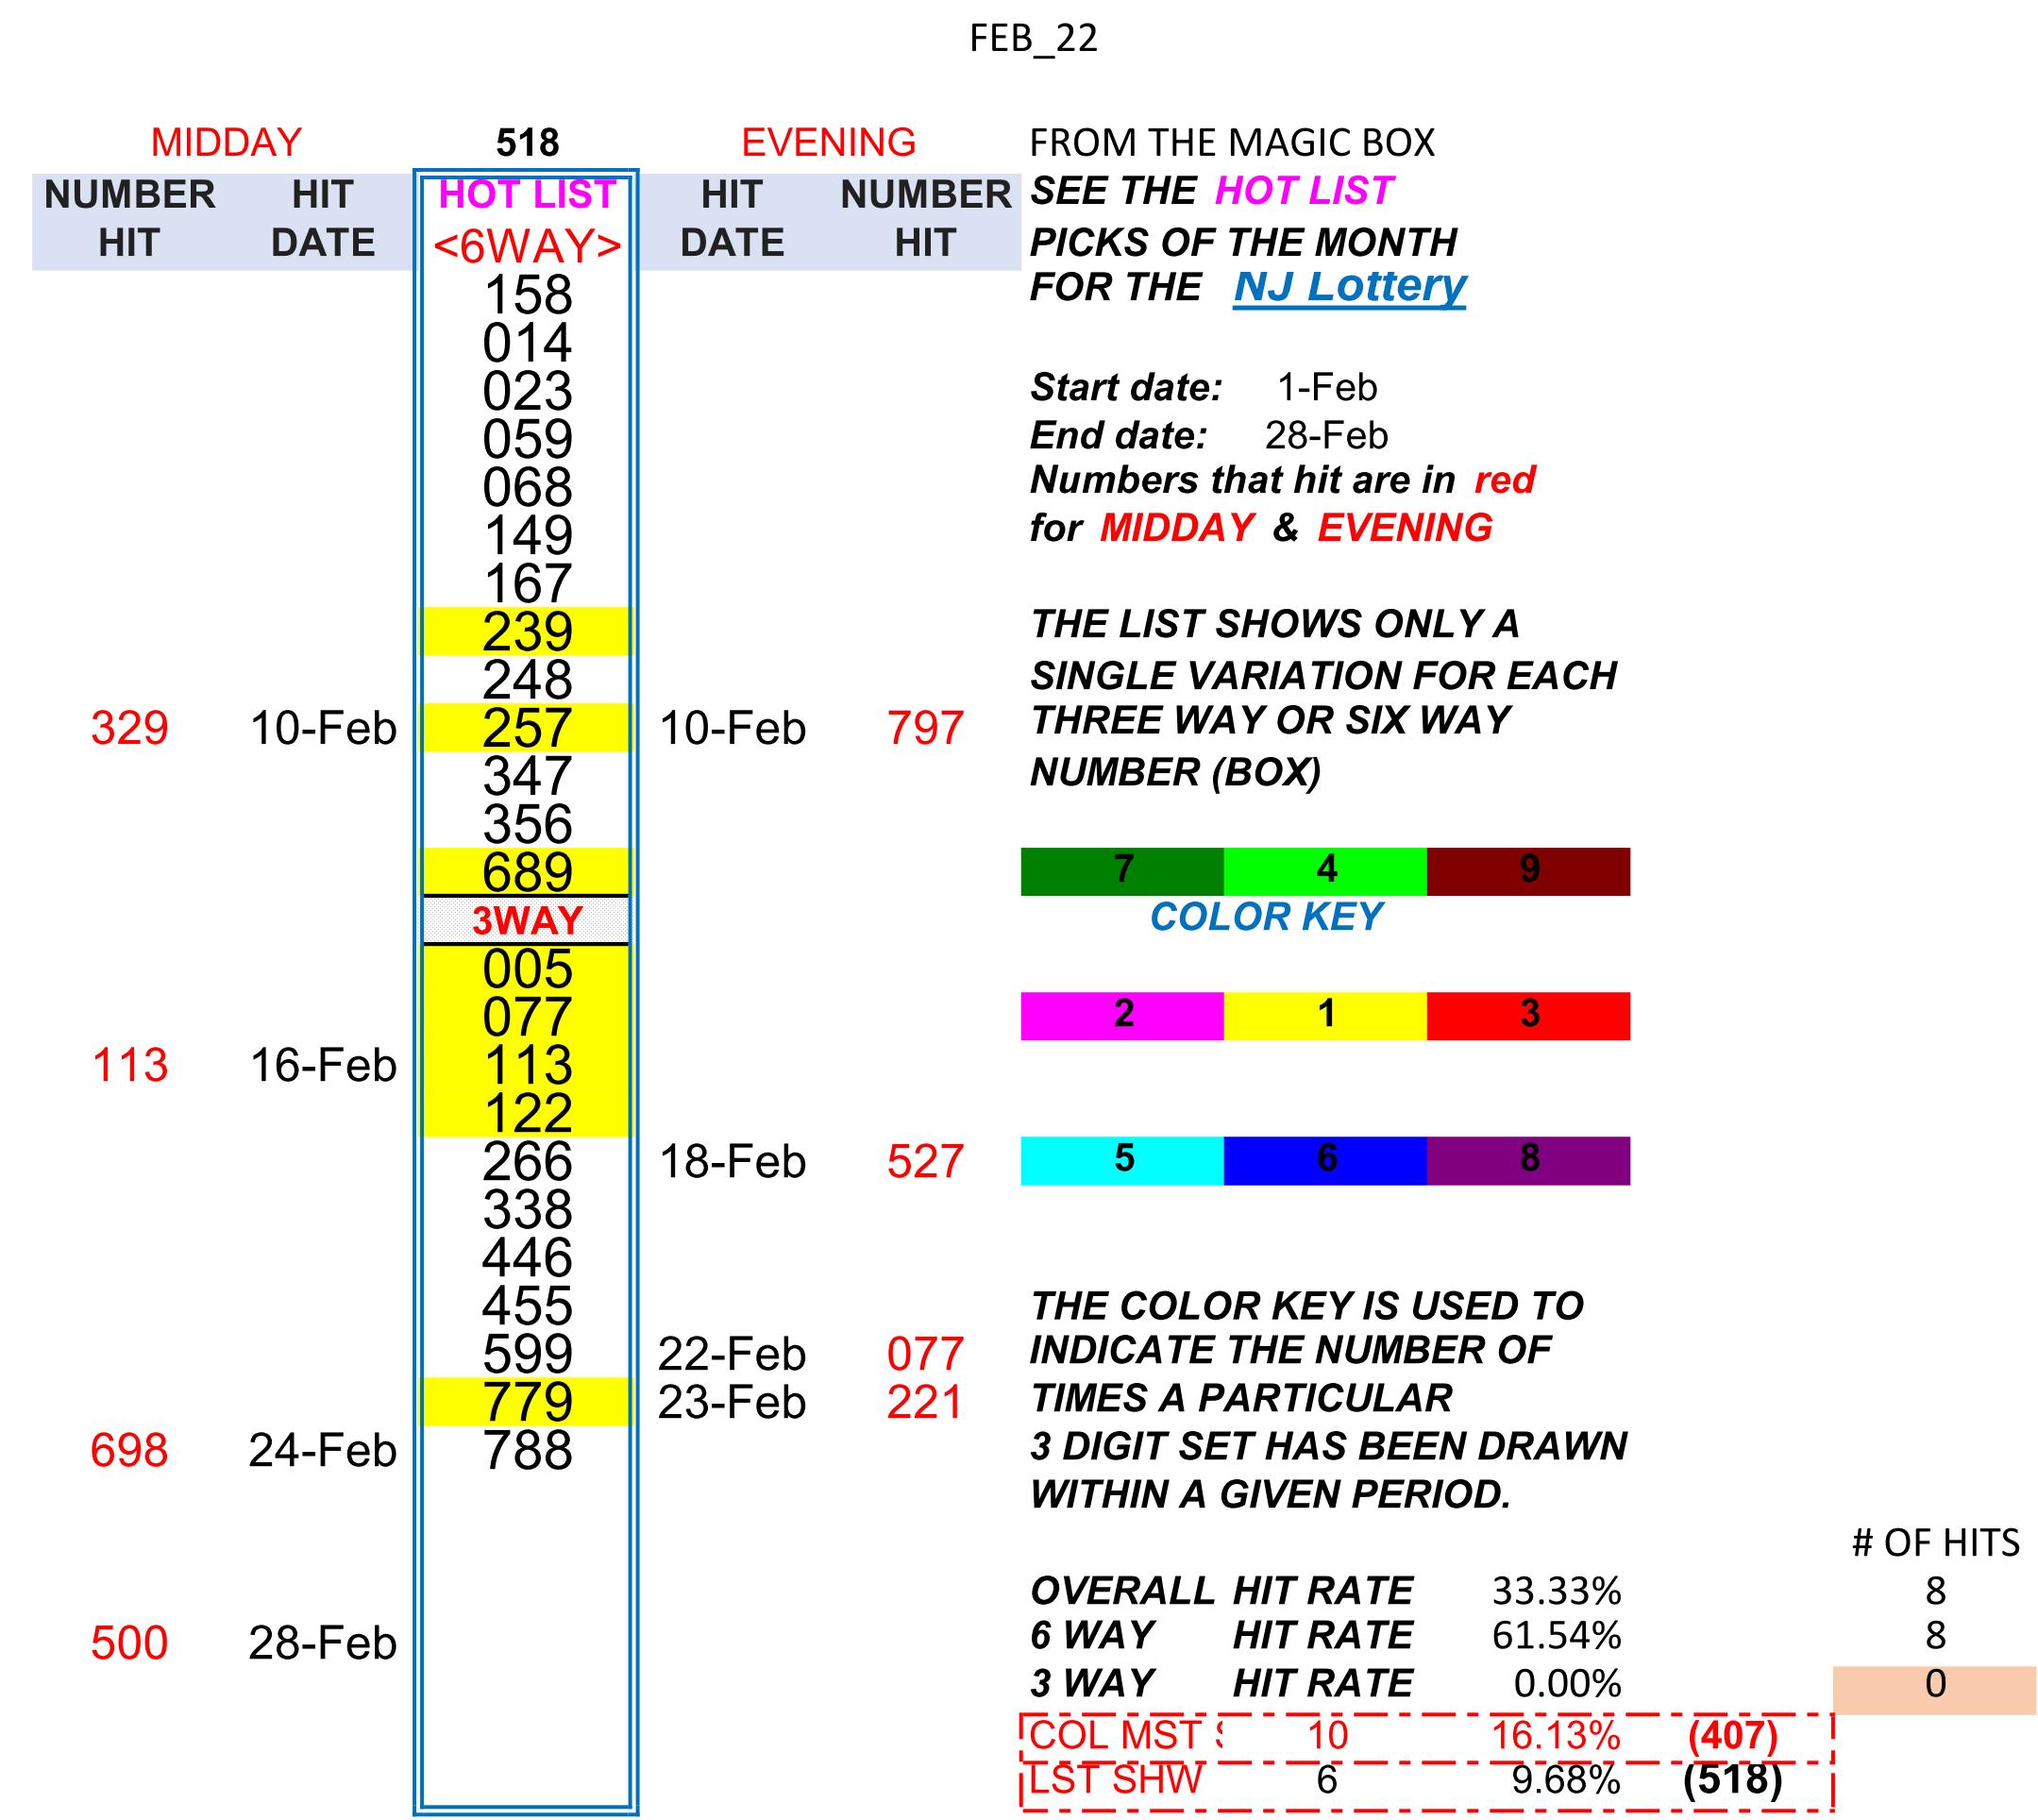 FEB_22
MIDDAY 518 EVENING FROM THE MAGIC BOX
NUMBER HIT HOT LIST HIT NUMBER SEE THE HOT LIST
HIT DATE <6WAY> DATE HIT PICKS OF THE MONTH
158 FOR THE NJ Lottery
014
023 Start date: 1-Feb
059 End date: 28-Feb
068 Numbers that hit are in red
149 for MIDDAY & EVENING
167
239 THE LIST SHOWS ONLY A
248 SINGLE VARIATION FOR EACH
329 10-Feb 257 10-Feb 797 THREE WAY OR SIX WAY
347 NUMBER (BOX)
356
689 7 4 9
3WAY COLOR KEY
005
077 2 1 3
113 16-Feb 113
122
266 18-Feb 527 5 6 8
338
446
455 THE COLOR KEY IS USED TO
599 22-Feb 077 INDICATE THE NUMBER OF
779 23-Feb 221 TIMES A PARTICULAR
698 24-Feb 788 3 DIGIT SET HAS BEEN DRAWN
WITHIN A GIVEN PERIOD.
# OF HITS
OVERALL HIT RATE 33.33% 8
500 28-Feb 6 WAY HIT RATE 61.54% 8
3 WAY HIT RATE 0.00% 0
COL MST 10 16.13% (407)
LST SHW 6 9.68% (518)